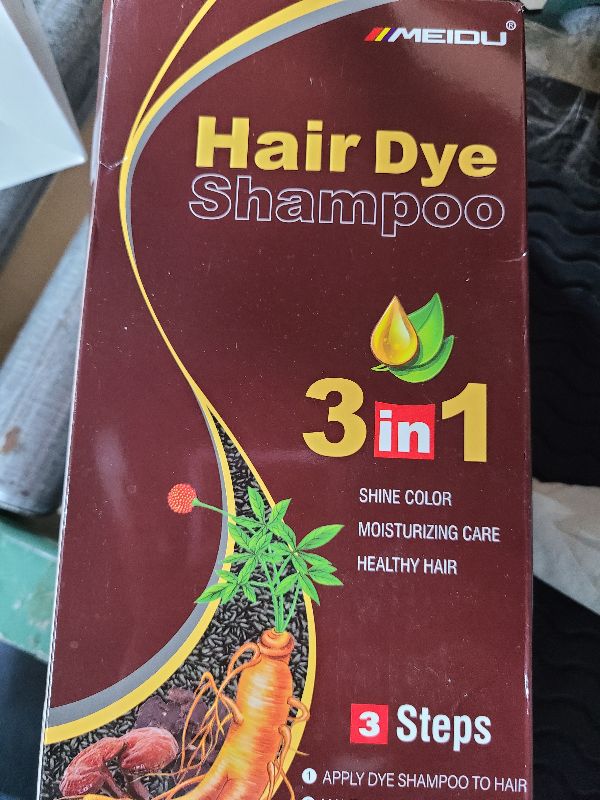 MEIDU®
Hair Dye
Shampoo
3 in 1
SHINE COLOR
MOISTURIZING CARE
HEALTHY HAIR
3 Steps
1 APPLY DYE SHAMPOO TO HAIR